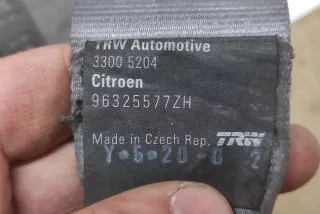 TRW Automotive
3300 5204
Citroen
96325577ZH
Made in Czech Rep. TRW